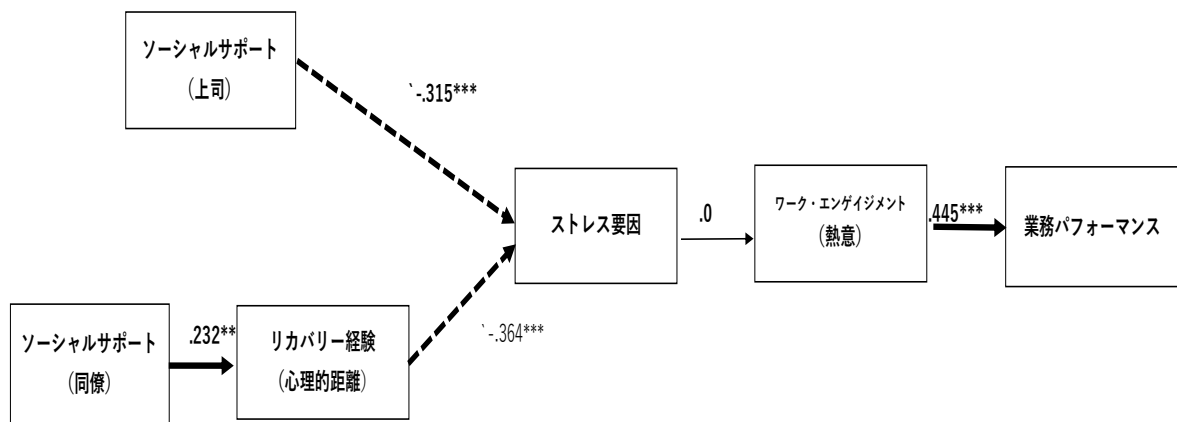 ソーシャルサポート
(上司)
`-.315***
ストレス要因
.0
ワーク・エンゲイジメント
(熱意)
.445***
業務パフォーマンス
ソーシャルサポート
(同僚)
.232**
リカバリー経験
(心理的距離)
`-.364***